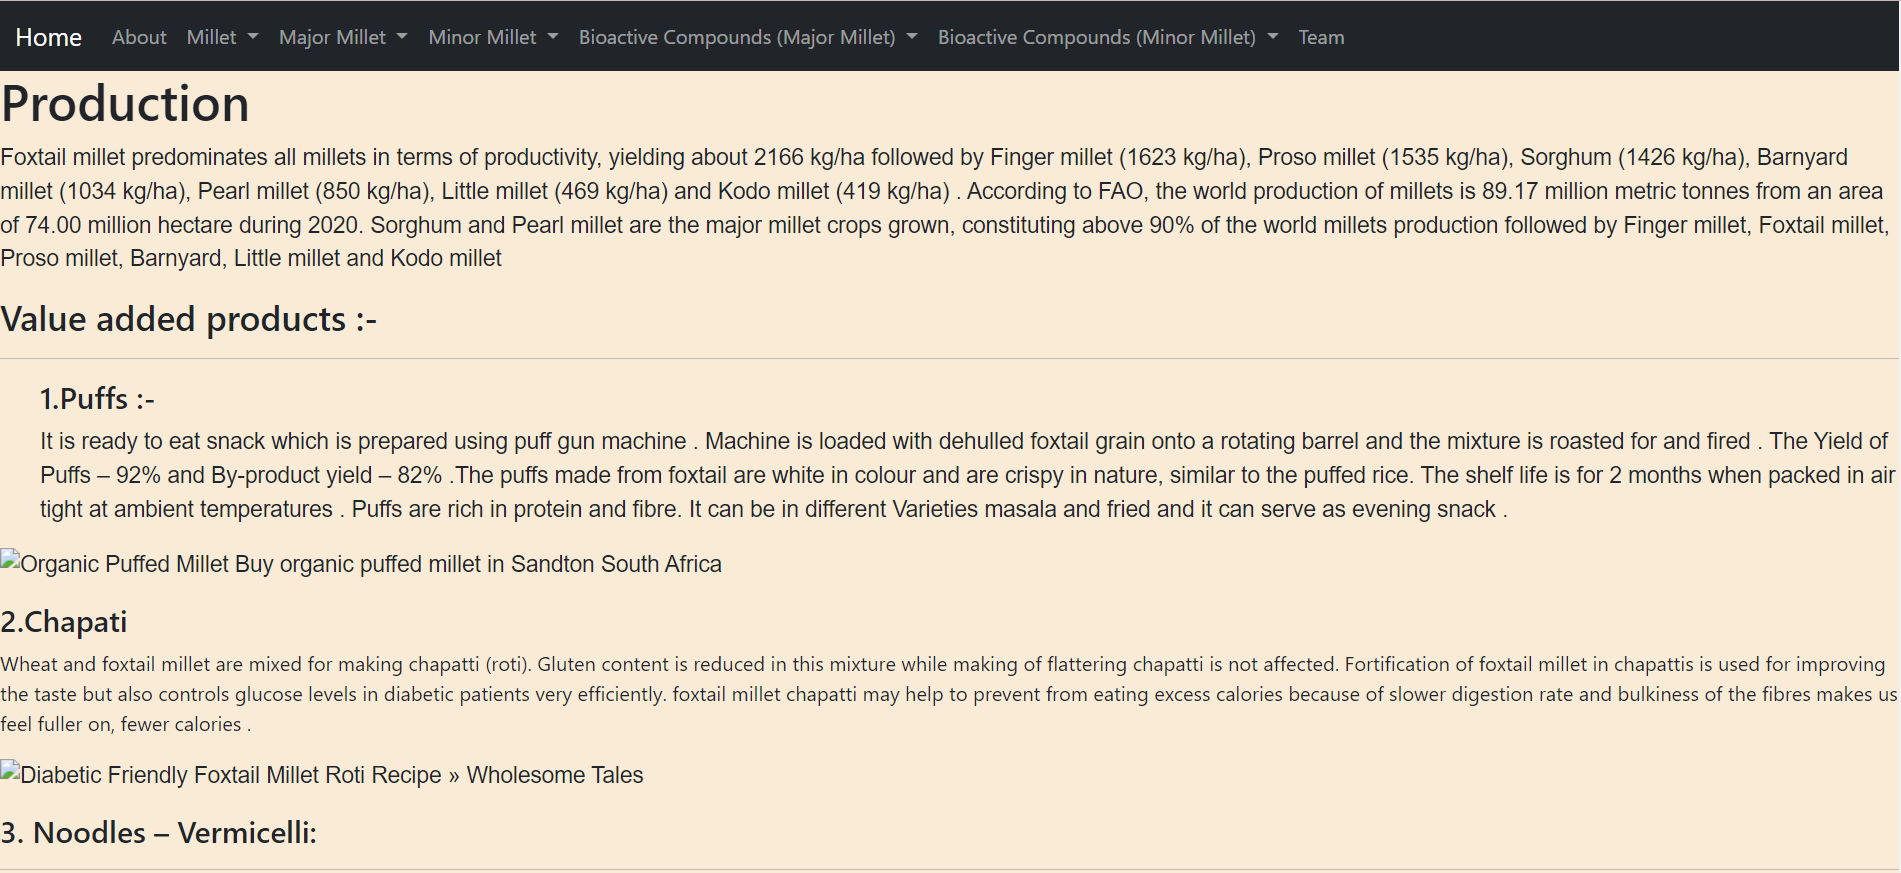 Home About Millet Major Millet Minor Millet Bioactive Compounds (Major Millet) Bioactive Compounds (Minor Millet) Team
Production
Foxtail millet predominates all millets in terms of productivity, yielding about 2166 kg/ha followed by Finger millet (1623 kg/ha), Proso millet (1535 kg/ha), Sorghum (1426 kg/ha), Barnyard
millet (1034 kg/ha), Pearl millet (850 kg/ha), Little millet (469 kg/ha) and Kodo millet (419 kg/ha) . According to FAO, the world production of millets is 89.17 million metric tonnes from an area
of 74.00 million hectare during 2020. Sorghum and Pearl millet are the major millet crops grown, constituting above 90% of the world millets production followed by Finger millet, Foxtail millet,
Proso millet, Barnyard, Little millet and Kodo millet
Value added products :-
1.Puffs :-
It is ready to eat snack which is prepared using puff gun machine . Machine is loaded with dehulled foxtail grain onto a rotating barrel and the mixture is roasted for and fired . The Yield of
Puffs – 92% and By-product yield – 82% .The puffs made from foxtail are white in colour and are crispy in nature, similar to the puffed rice. The shelf life is for 2 months when packed in air
tight at ambient temperatures . Puffs are rich in protein and fibre. It can be in different Varieties masala and fried and it can serve as evening snack .
Organic Puffed Millet Buy organic puffed millet in Sandton South Africa
2.Chapati
Wheat and foxtail millet are mixed for making chapatti (roti). Gluten content is reduced in this mixture while making of flattering chapatti is not affected. Fortification of foxtail millet in chapattis is used for improving
the taste but also controls glucose levels in diabetic patients very efficiently. foxtail millet chapatti may help to prevent from eating excess calories because of slower digestion rate and bulkiness of the fibres makes us
feel fuller on, fewer calories .
Diabetic Friendly Foxtail Millet Roti Recipe » Wholesome Tales
3. Noodles – Vermicelli: